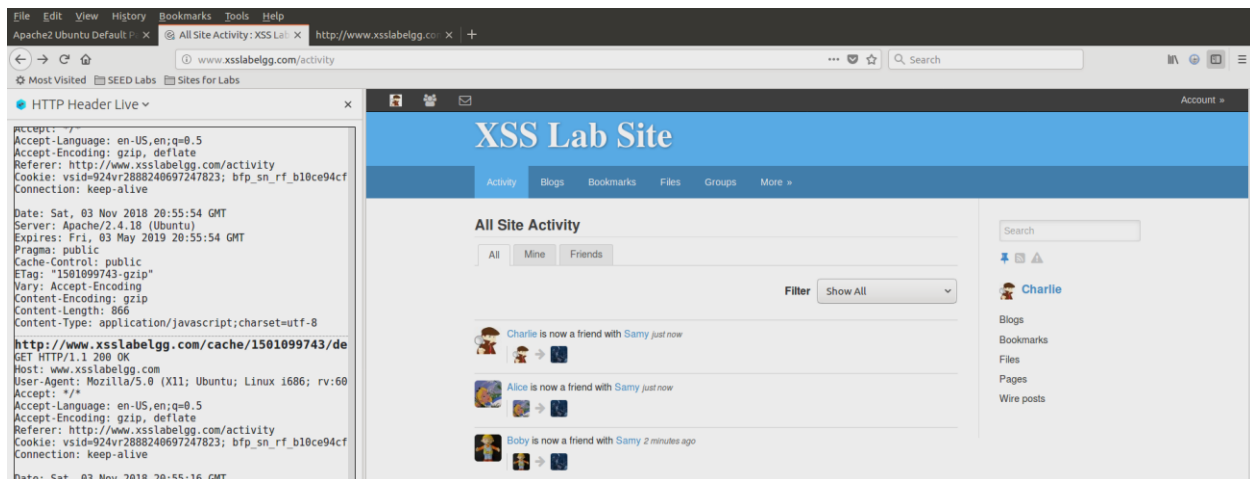 File Edit View History Bookmarks Tools Help
Apache2 Ubuntu Default P
All Site Activity: XSS Lab
http://www.xsslabelgg.com
www.xsslabelgg.com/activity
Search
Most Visited SEED Labs Sites for Labs
HTTP Header Live
Accept: */*
Accept-Language: en-US,en;q=0.5
Accept-Encoding: gzip, deflate
Referer: http://www.xsslabelgg.com/activity
Cookie: vsid=924vr2888240697247823; bfp_sn_rf_b10ce94cf
Connection: keep-alive
Date: Sat, 03 Nov 2018 20:55:54 GMT
Server: Apache/2.4.18 (Ubuntu)
Expires: Fri, 03 May 2019 20:55:54 GMT
Pragma: public
Cache-Control: public
ETag: "1501099743-gzip"
Vary: Accept-Encoding
Content-Encoding: gzip
Content-Length: 866
Content-Type: application/javascript;charset=utf-8
http://www.xsslabelgg.com/cache/1501099743/de
GET HTTP/1.1 200 OK
Host: www.xsslabelgg.com
User-Agent: Mozilla/5.0 (X11; Ubuntu; Linux i686; rv:60
Accept: */*
Accept-Language: en-US,en;q=0.5
Accept-Encoding: gzip, deflate
Referer: http://www.xsslabelgg.com/activity
Cookie: vsid=924vr2888240697247823; bfp_sn_rf_b10ce94cf
Connection: keep-alive
Date: Sat, 03 Nov 2018 20:55:16 GMT
Account »
XSS Lab Site
Activity Blogs Bookmarks Files Groups More »
All Site Activity
All Mine Friends
Filter Show All
Charlie is now a friend with Samy just now
Alice is now a friend with Samy just now
Boby is now a friend with Samy 2 minutes ago
Search
Charlie
Blogs
Bookmarks
Files
Pages
Wire posts